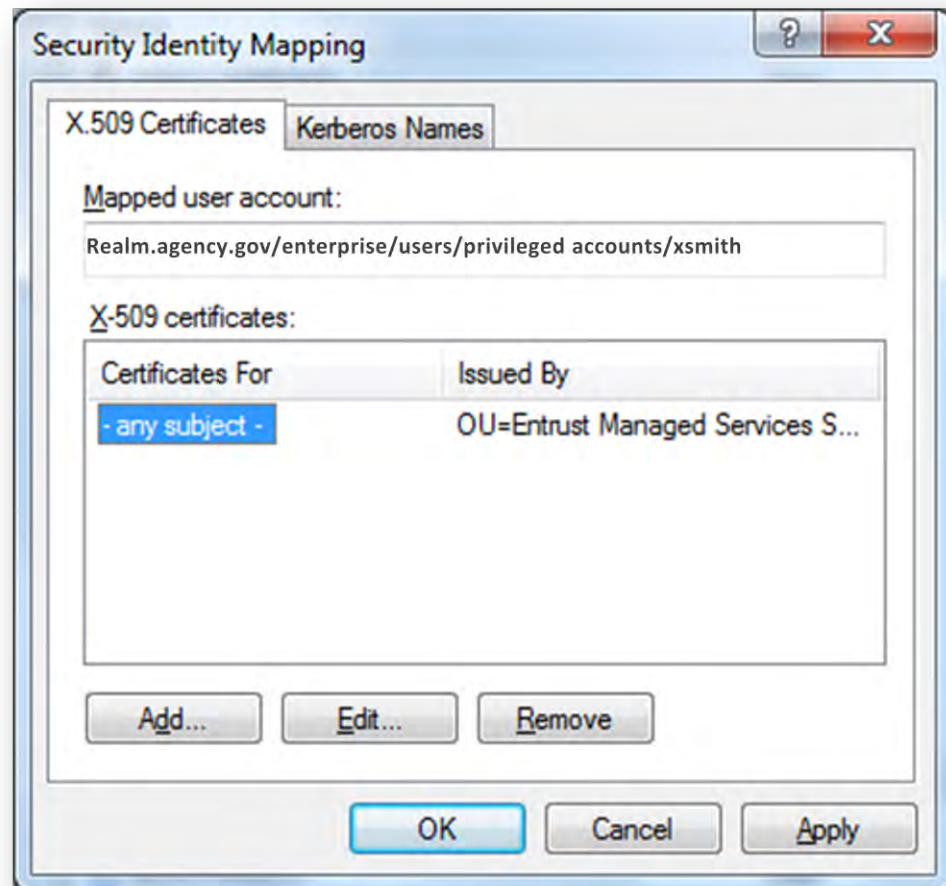 Security Identity Mapping
?
X
X.509 Certificates
Kerberos Names
Mapped user account:
Realm.agency.gov/enterprise/users/privileged accounts/xsmith
X-509 certificates:
Certificates For
Issued By
- any subject -
OU=Entrust Managed Services S...
Add...
Edit...
Remove
OK
Cancel
Apply